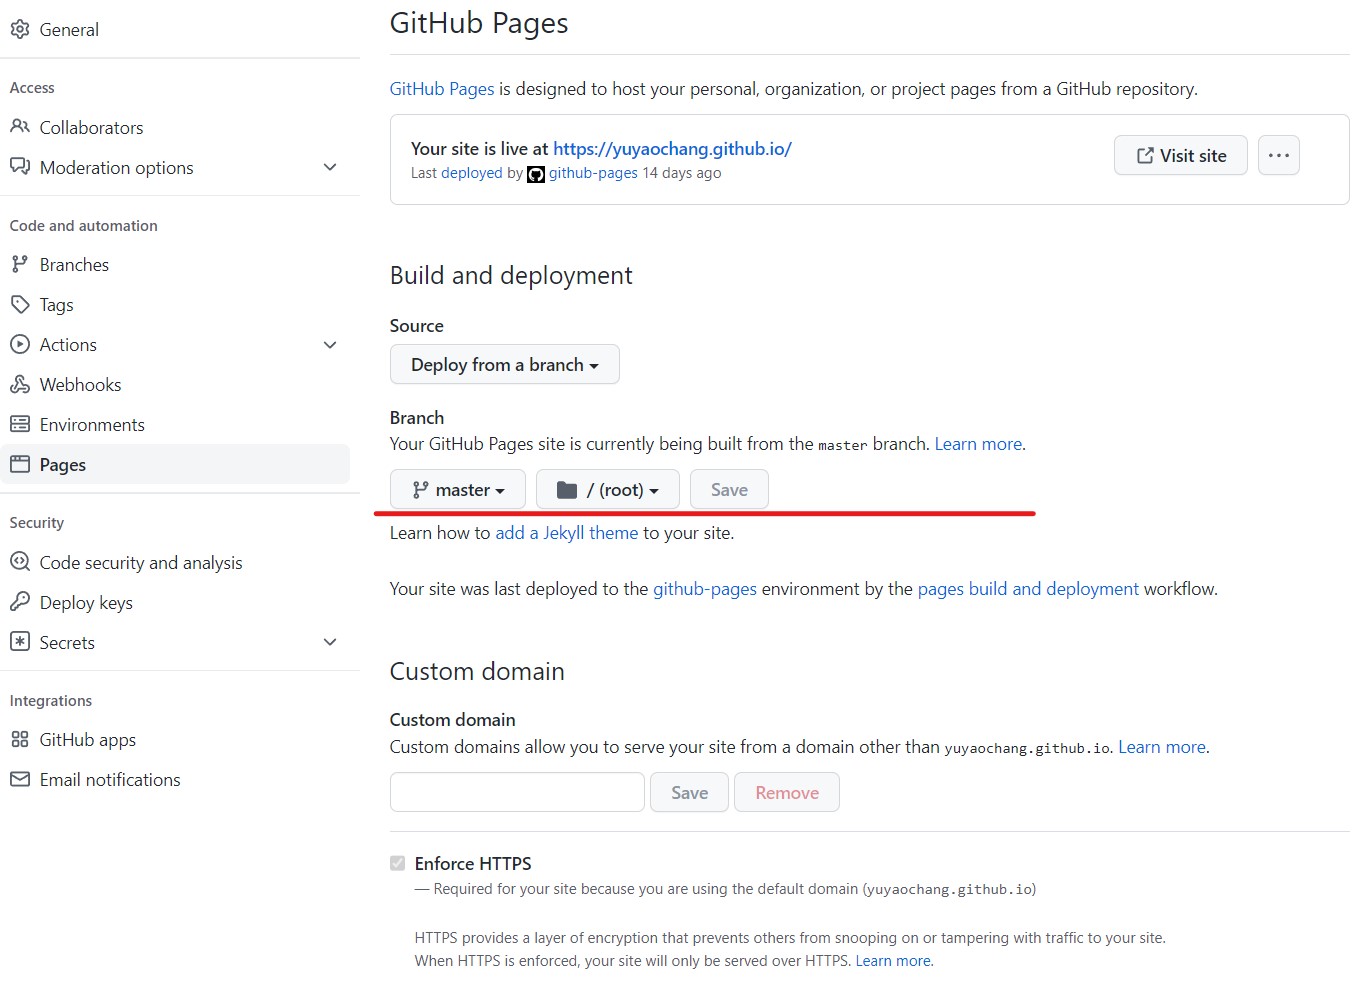 General
Access
Collaborators
Moderation options
Code and automation
Branches
Tags
Actions
Webhooks
Environments
Pages
Security
Code security and analysis
Deploy keys
Secrets
Integrations
GitHub apps
Email notifications
GitHub Pages
GitHub Pages is designed to host your personal, organization, or project pages from a GitHub repository.
Your site is live at https://yuyaochang.github.io/
Last deployed by github-pages 14 days ago
Visit site
Build and deployment
Source
Deploy from a branch
Branch
Your GitHub Pages site is currently being built from the master branch. Learn more.
master / (root) Save
Learn how to add a Jekyll theme to your site.
Your site was last deployed to the github-pages environment by the pages build and deployment workflow.
Custom domain
Custom domain
Custom domains allow you to serve your site from a domain other than yuyaochang.github.io. Learn more.
Save Remove
Enforce HTTPS
— Required for your site because you are using the default domain (yuyaochang.github.io)
HTTPS provides a layer of encryption that prevents others from snooping on or tampering with traffic to your site.
When HTTPS is enforced, your site will only be served over HTTPS. Learn more.